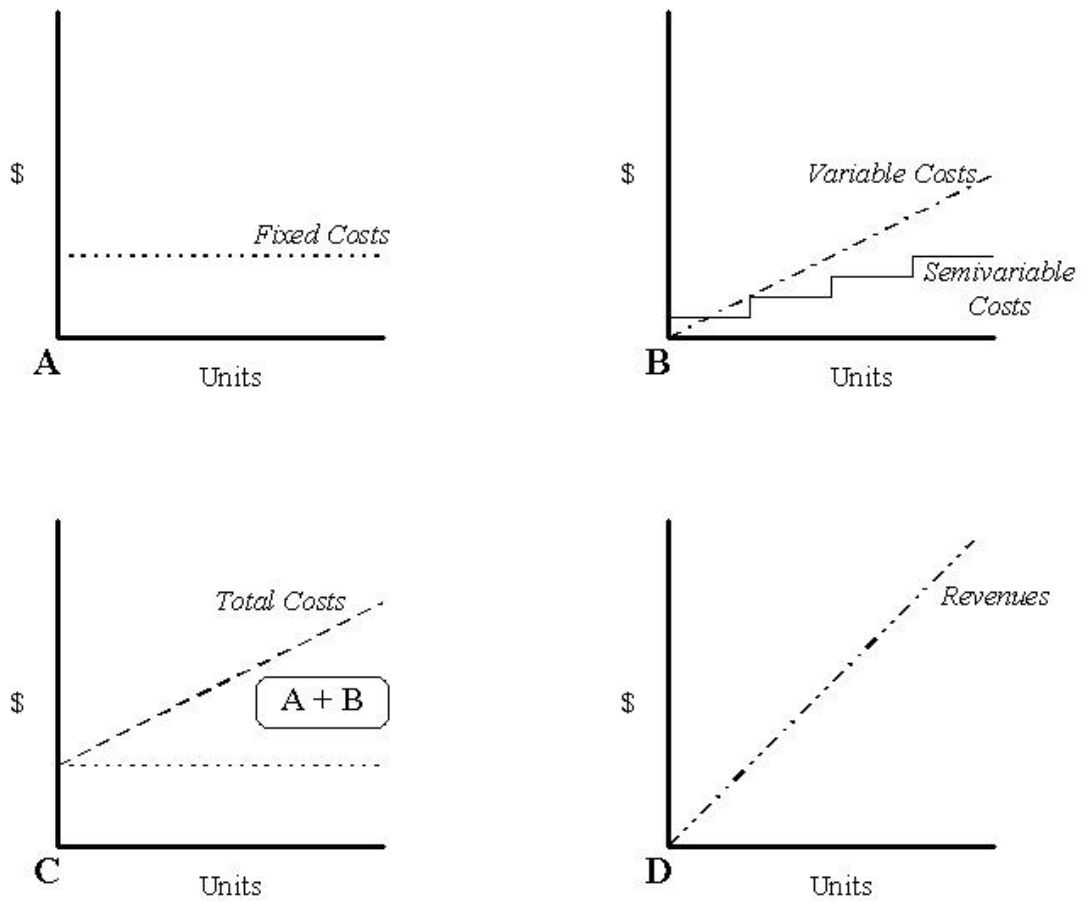 $
Fixed Costs
A
Units
$
Variable Costs
Semivariable
Costs
B
Units
$
Total Costs
A + B
C
Units
$
Revenues
D
Units